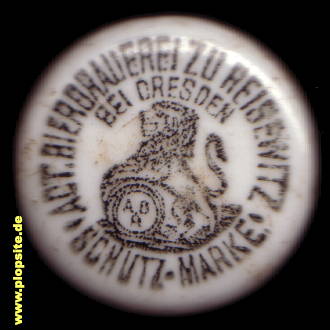 ACT. BIERBRAUEREI ZU REISEWITZ
BEI DRESDEN
A B
R
SCHUTZ-MARKE.
www.plopsite.de